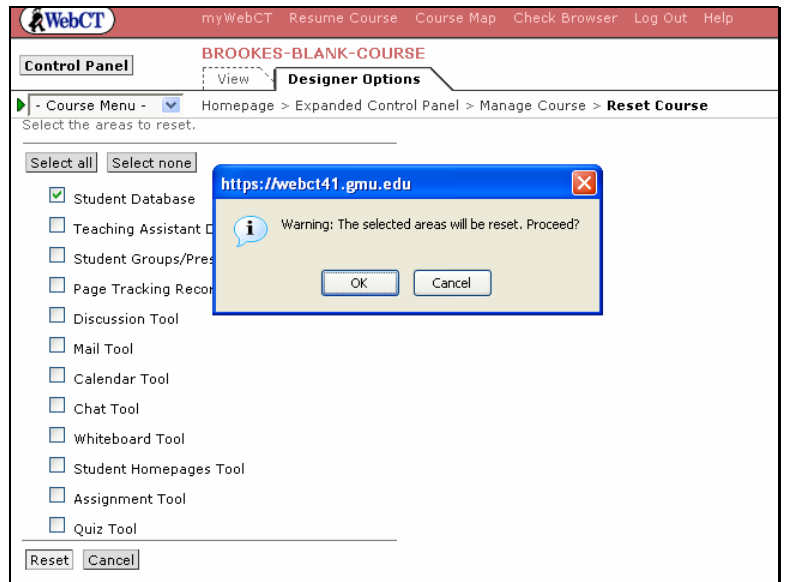 WebCT
myWebCT Resume Course Course Map Check Browser Log Out Help
BROOKES-BLANK-COURSE
Control Panel
View Designer Options
- Course Menu - Homepage > Expanded Control Panel > Manage Course > Reset Course
Select the areas to reset.
Select all Select none
Student Database
Teaching Assistant D
Student Groups/Pres
Page Tracking Recor
Discussion Tool
Mail Tool
Calendar Tool
Chat Tool
Whiteboard Tool
Student Homepages Tool
Assignment Tool
Quiz Tool
Reset Cancel
https://webct41.gmu.edu
Warning: The selected areas will be reset. Proceed?
OK Cancel